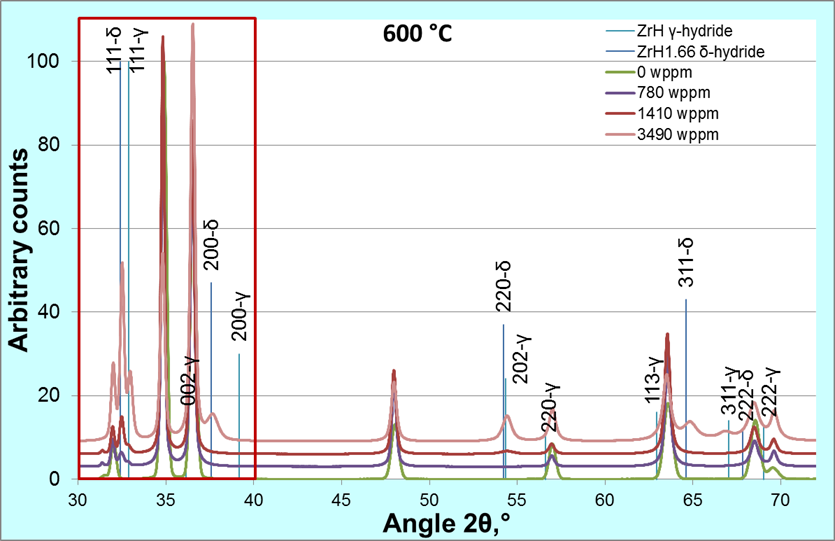 600 °C
ZrH γ-hydride
ZrH1.66 δ-hydride
0 wppm
780 wppm
1410 wppm
3490 wppm
111-δ
111-γ
002-γ
200-δ
200-γ
220-δ
202-γ
220-γ
113-γ
311-δ
311-γ
222-δ
222-γ
Arbitrary counts
100
80
60
40
20
0
30
35
40
45
50
55
60
65
70
Angle 2θ,°